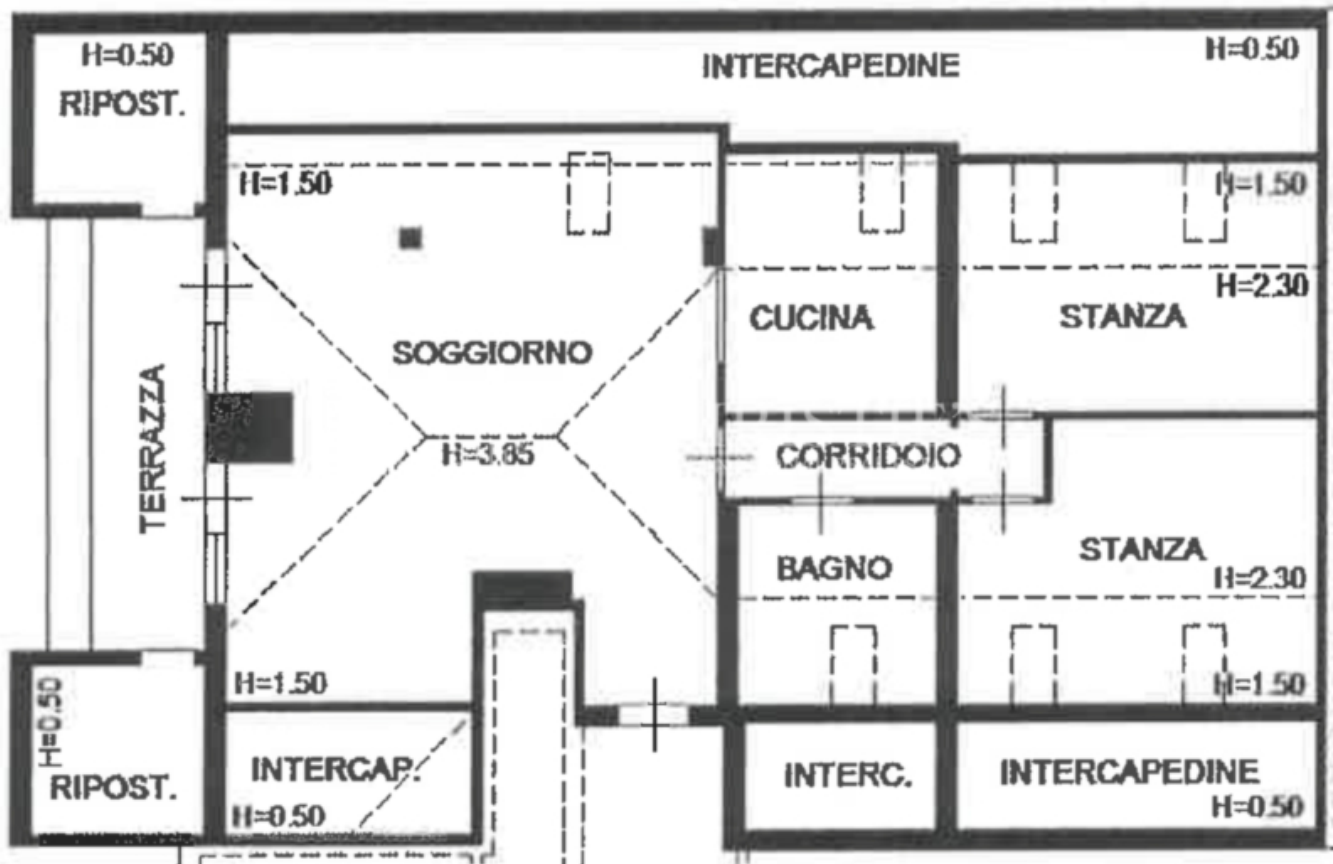 H=0.50
RIPOST.
INTERCAPEDINE
H=0.50
H=1.50
H=1.50
H=2.30
CUCINA
STANZA
SOGGIORNO
TERRAZZA
H=3.85
CORRIDOIO
BAGNO
STANZA
H=2.30
H=1.50
H=1.50
H=0.50
RIPOST.
INTERCAP.
H=0.50
INTERC.
INTERCAPEDINE
H=0.50